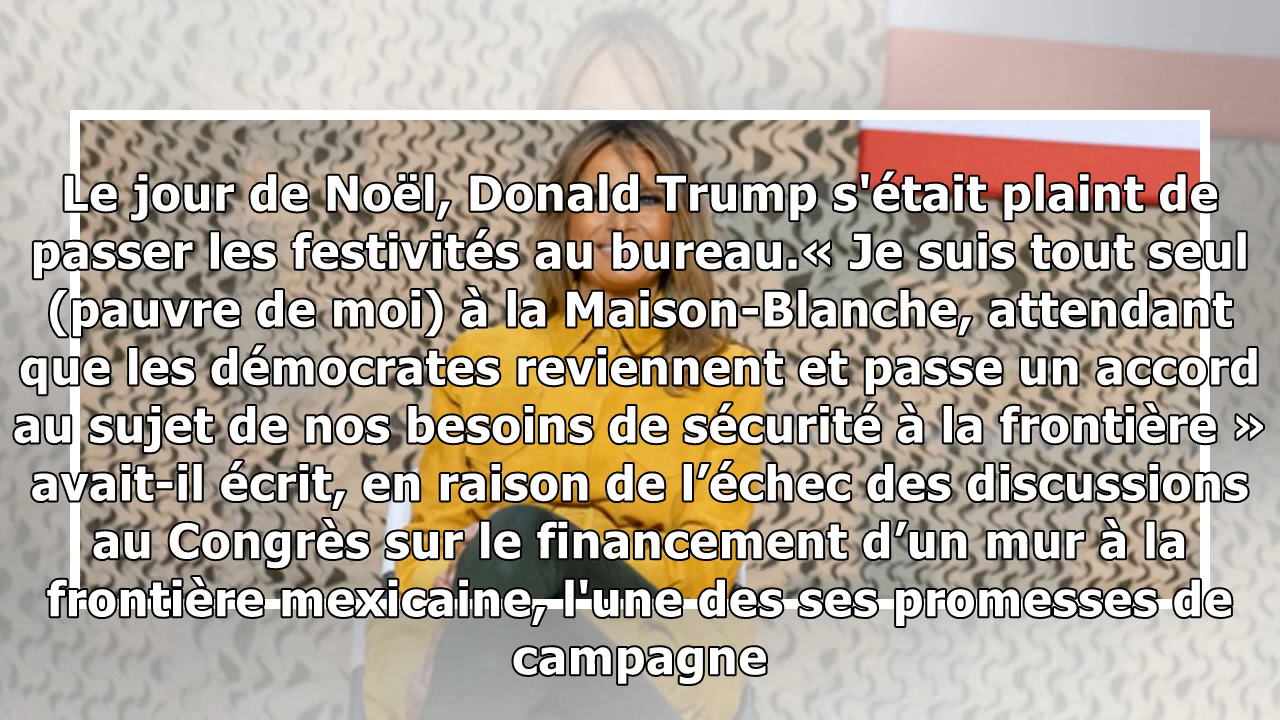 Le jour de Noël, Donald Trump s'était plaint de
passer les festivités au bureau.« Je suis tout seul
(pauvre de moi) à la Maison-Blanche, attendant
que les démocrates reviennent et passe un accord
au sujet de nos besoins de sécurité à la frontière »
avait-il écrit, en raison de l’échec des discussions
au Congrès sur le financement d’un mur à la
frontière mexicaine, l'une des ses promesses de
campagne